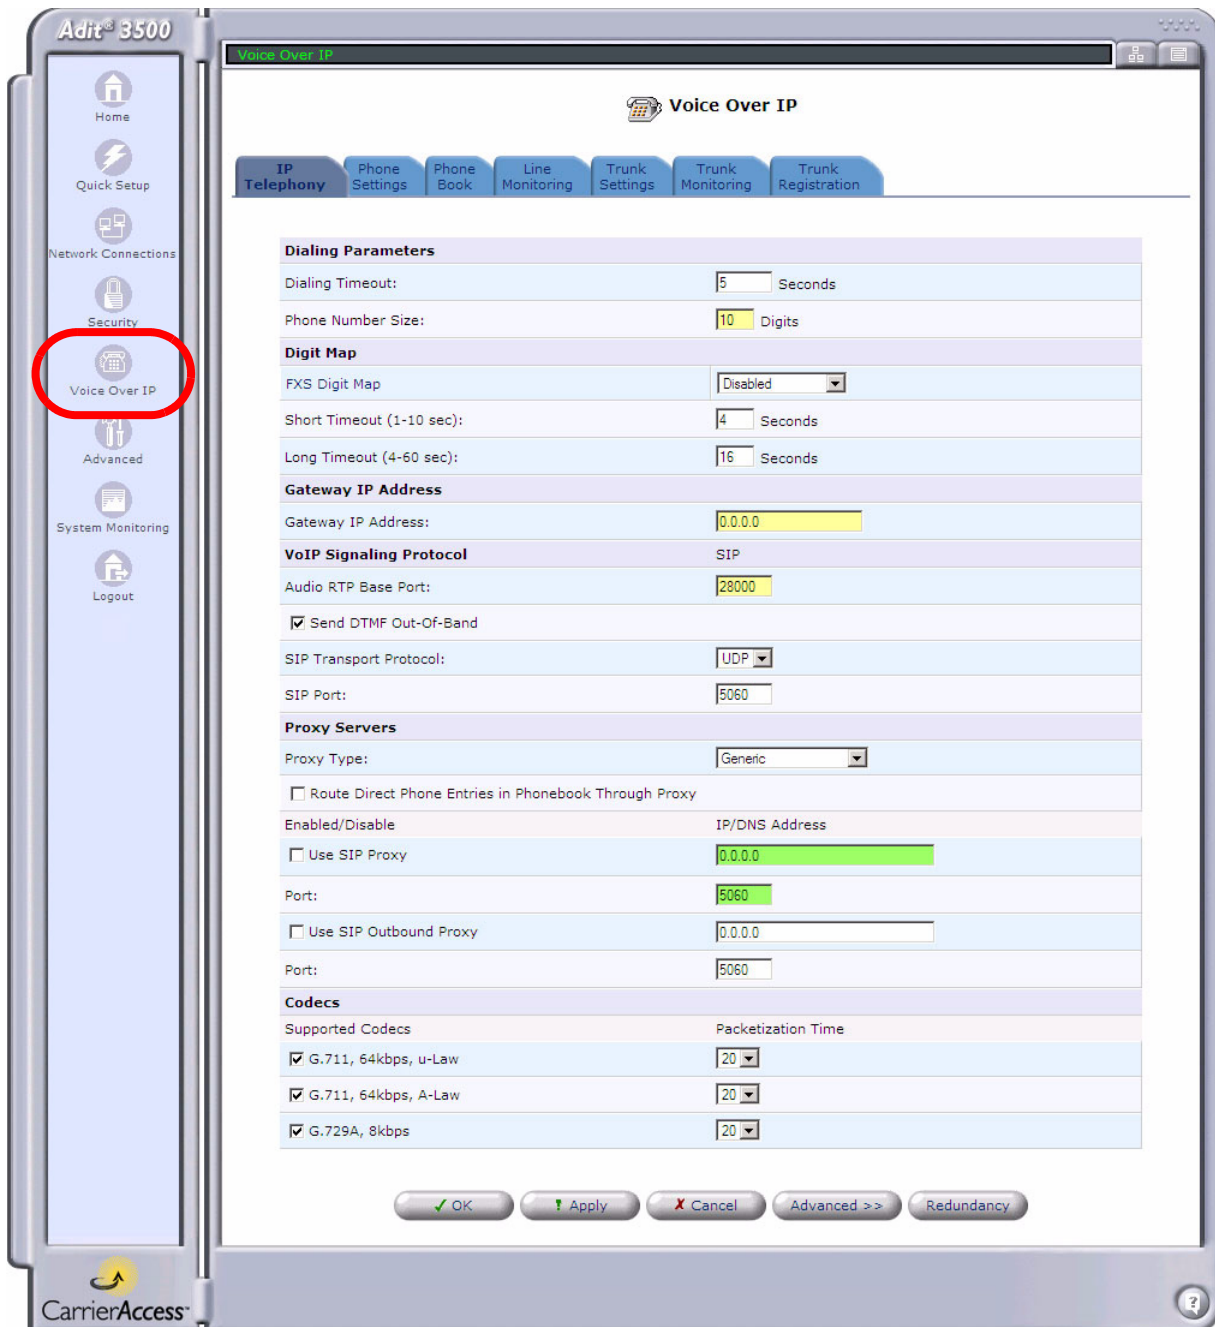 Adit® 3500
Voice Over IP
Home
Quick Setup
Network Connections
Security
Voice Over IP
Advanced
System Monitoring
Logout
Voice Over IP
IP Telephony
Phone Settings
Phone Book
Line Monitoring
Trunk Settings
Trunk Monitoring
Trunk Registration
Dialing Parameters
Dialing Timeout: 5 Seconds
Phone Number Size: 10 Digits
Digit Map
FXS Digit Map Disabled
Short Timeout (1-10 sec): 4 Seconds
Long Timeout (4-60 sec): 16 Seconds
Gateway IP Address
Gateway IP Address: 0.0.0.0
VoIP Signaling Protocol SIP
Audio RTP Base Port: 28000
Send DTMF Out-Of-Band
SIP Transport Protocol: UDP
SIP Port: 5060
Proxy Servers
Proxy Type: Generic
Route Direct Phone Entries in Phonebook Through Proxy
Enabled/Disable IP/DNS Address
Use SIP Proxy 0.0.0.0
Port: 5060
Use SIP Outbound Proxy 0.0.0.0
Port: 5060
Codecs
Supported Codecs Packetization Time
G.711, 64kbps, u-Law 20
G.711, 64kbps, A-Law 20
G.729A, 8kbps 20
OK Apply X Cancel Advanced >> Redundancy
CarrierAccess™
?